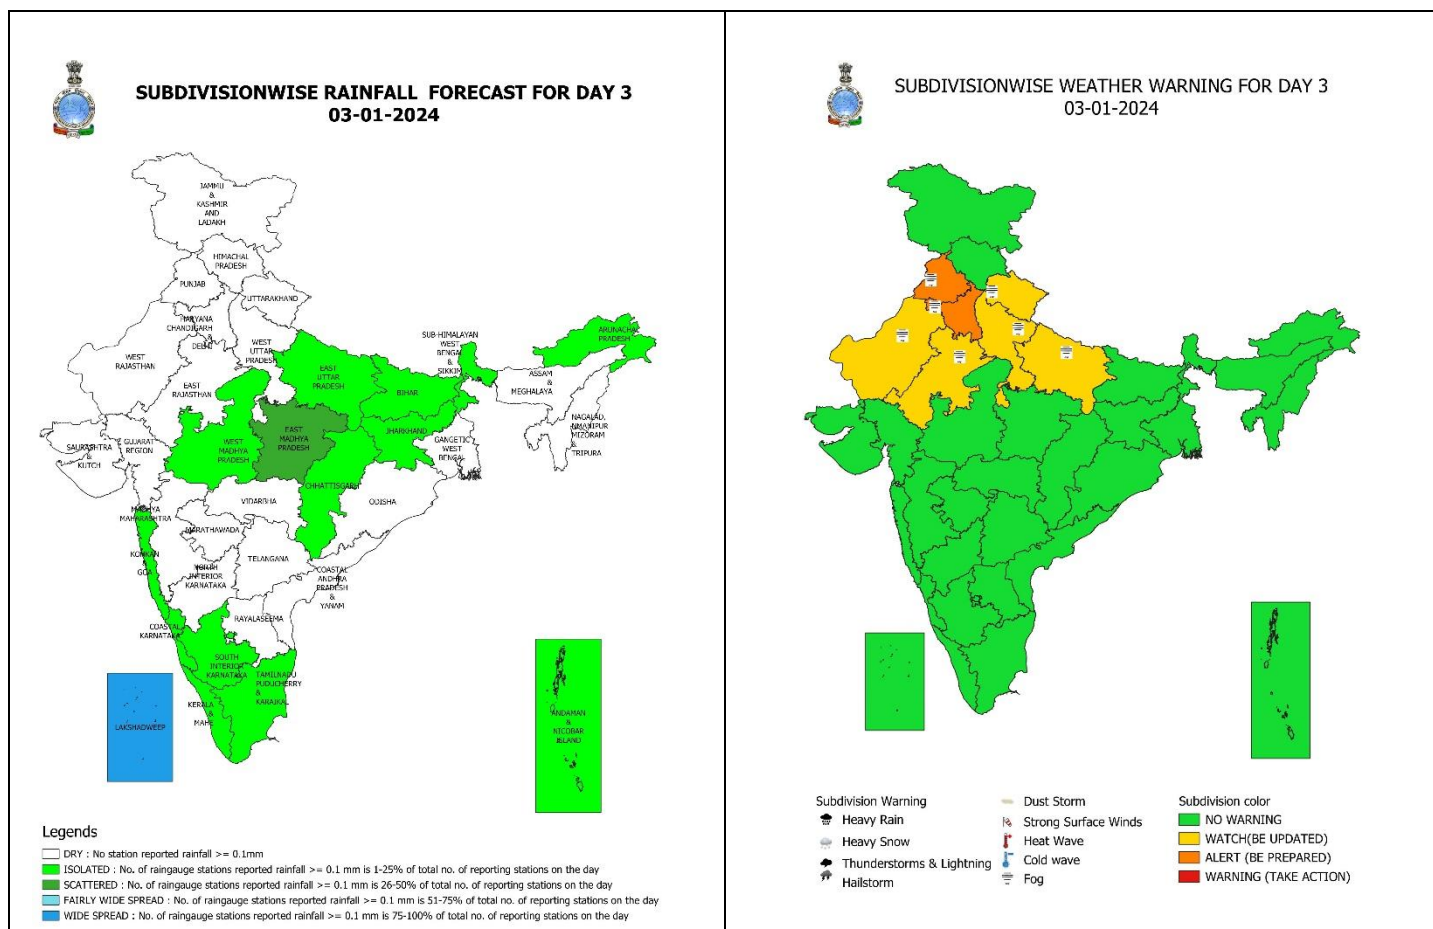 SUBDIVISIONWISE RAINFALL FORECAST FOR DAY 3
03-01-2024
JAMMU
&
KASHMIR
AND
LADAKH
HIMACHAL
PRADESH
PUNJAB
UTTARAKHAND
HARYANA
CHANDIGARH
&
DELHI
WEST
UTTAR
PRADESH
WEST
RAJASTHAN
EAST
RAJASTHAN
EAST
UTTAR
PRADESH
BIHAR
SUB-HIMALAYAN
WEST
BENGAL
&
SIKKIM
ARUNACHAL
PRADESH
ASSAM
&
MEGHALAYA
NAGALAD,
MANIPUR
MIZORAM
&
TRIPURA
JHARKHAND
GANGETIC
WEST
BENGAL
EAST
MADHYA
PRADESH
WEST
MADHYA
PRADESH
GUJARAT
REGION
SAURASHTRA
&
KUTCH
CHHATTISGARH
ODISHA
VIDARBHA
MADHYA
MAHARASHTRA
MARATHAWADA
KONKAN
&
GOA
TELANGANA
NORTH
INTERIOR
KARNATAKA
COASTAL
ANDHRA
PRADESH
&
YANAM
RAYALASEEMA
COASTAL
KARNATAKA
SOUTH
INTERIOR
KARNATAKA
TAMILNADU
PUDUCHERRY
&
KARAIKAL
KERALA
&
MAHE
LAKSHADWEEP
ANDAMAN
&
NICOBAR
ISLAND
Legends
DRY : No station reported rainfall >= 0.1mm
ISOLATED : No. of raingauge stations reported rainfall >= 0.1 mm is 1-25% of total no. of reporting stations on the day
SCATTERED : No. of raingauge stations reported rainfall >= 0.1 mm is 26-50% of total no. of reporting stations on the day
FAIRLY WIDE SPREAD : No. of raingauge stations reported rainfall >= 0.1 mm is 51-75% of total no. of reporting stations on the day
WIDE SPREAD : No. of raingauge stations reported rainfall >= 0.1 mm is 75-100% of total no. of reporting stations on the day
SUBDIVISIONWISE WEATHER WARNING FOR DAY 3
03-01-2024
Subdivision Warning
Heavy Rain
Heavy Snow
Thunderstorms & Lightning
Hailstorm
Dust Storm
Strong Surface Winds
Heat Wave
Cold wave
Fog
Subdivision color
NO WARNING
WATCH(BE UPDATED)
ALERT (BE PREPARED)
WARNING (TAKE ACTION)